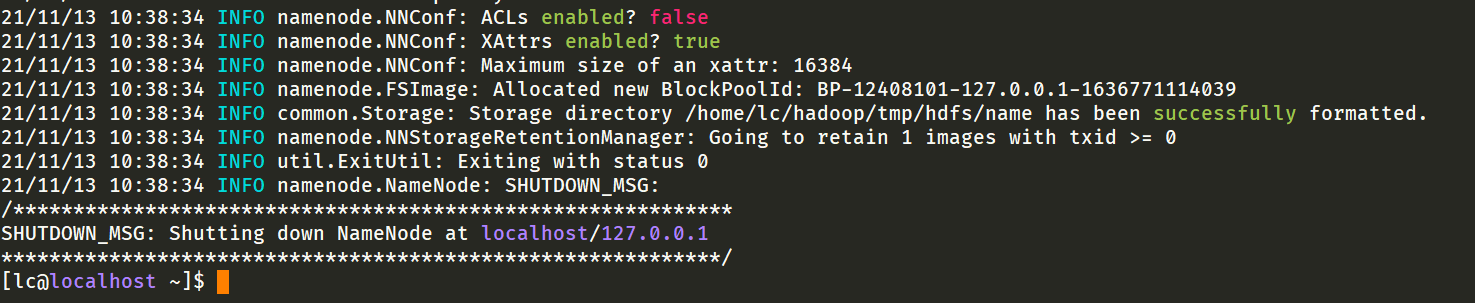 21/11/13 10:38:34 INFO namenode.NNConf: ACLs enabled? false
21/11/13 10:38:34 INFO namenode.NNConf: XAttrs enabled? true
21/11/13 10:38:34 INFO namenode.NNConf: Maximum size of an xattr: 16384
21/11/13 10:38:34 INFO namenode.FSImage: Allocated new BlockPoolId: BP-12408101-127.0.0.1-1636771114039
21/11/13 10:38:34 INFO common.Storage: Storage directory /home/lc/hadoop/tmp/hdfs/name has been successfully formatted.
21/11/13 10:38:34 INFO namenode.NNStorageRetentionManager: Going to retain 1 images with txid >= 0
21/11/13 10:38:34 INFO util.ExitUtil: Exiting with status 0
21/11/13 10:38:34 INFO namenode.NameNode: SHUTDOWN_MSG:
/************************************************************
SHUTDOWN_MSG: Shutting down NameNode at localhost/127.0.0.1
************************************************************/
[lc@localhost ~]$